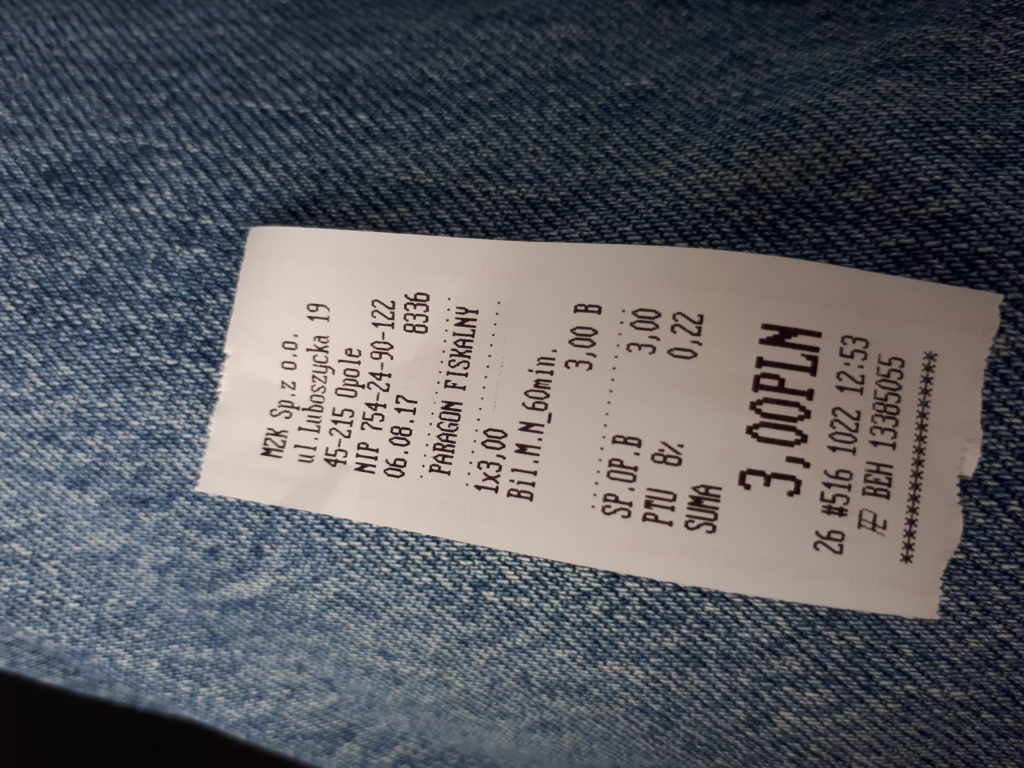 MZK Sp.z o.o.
ul.Luboszycka 19
45-215 Opole
NIP 754-24-90-122
06.08.17 8336
PARAGON FISKALNY
1x3,00
Bil.M.N_60min.
3,00 B
SP.OP.B 3,00
PTU 8% 0,22
SUMA
3,00PLN
26 #516 1022 12:53
BEH 13385055
********************